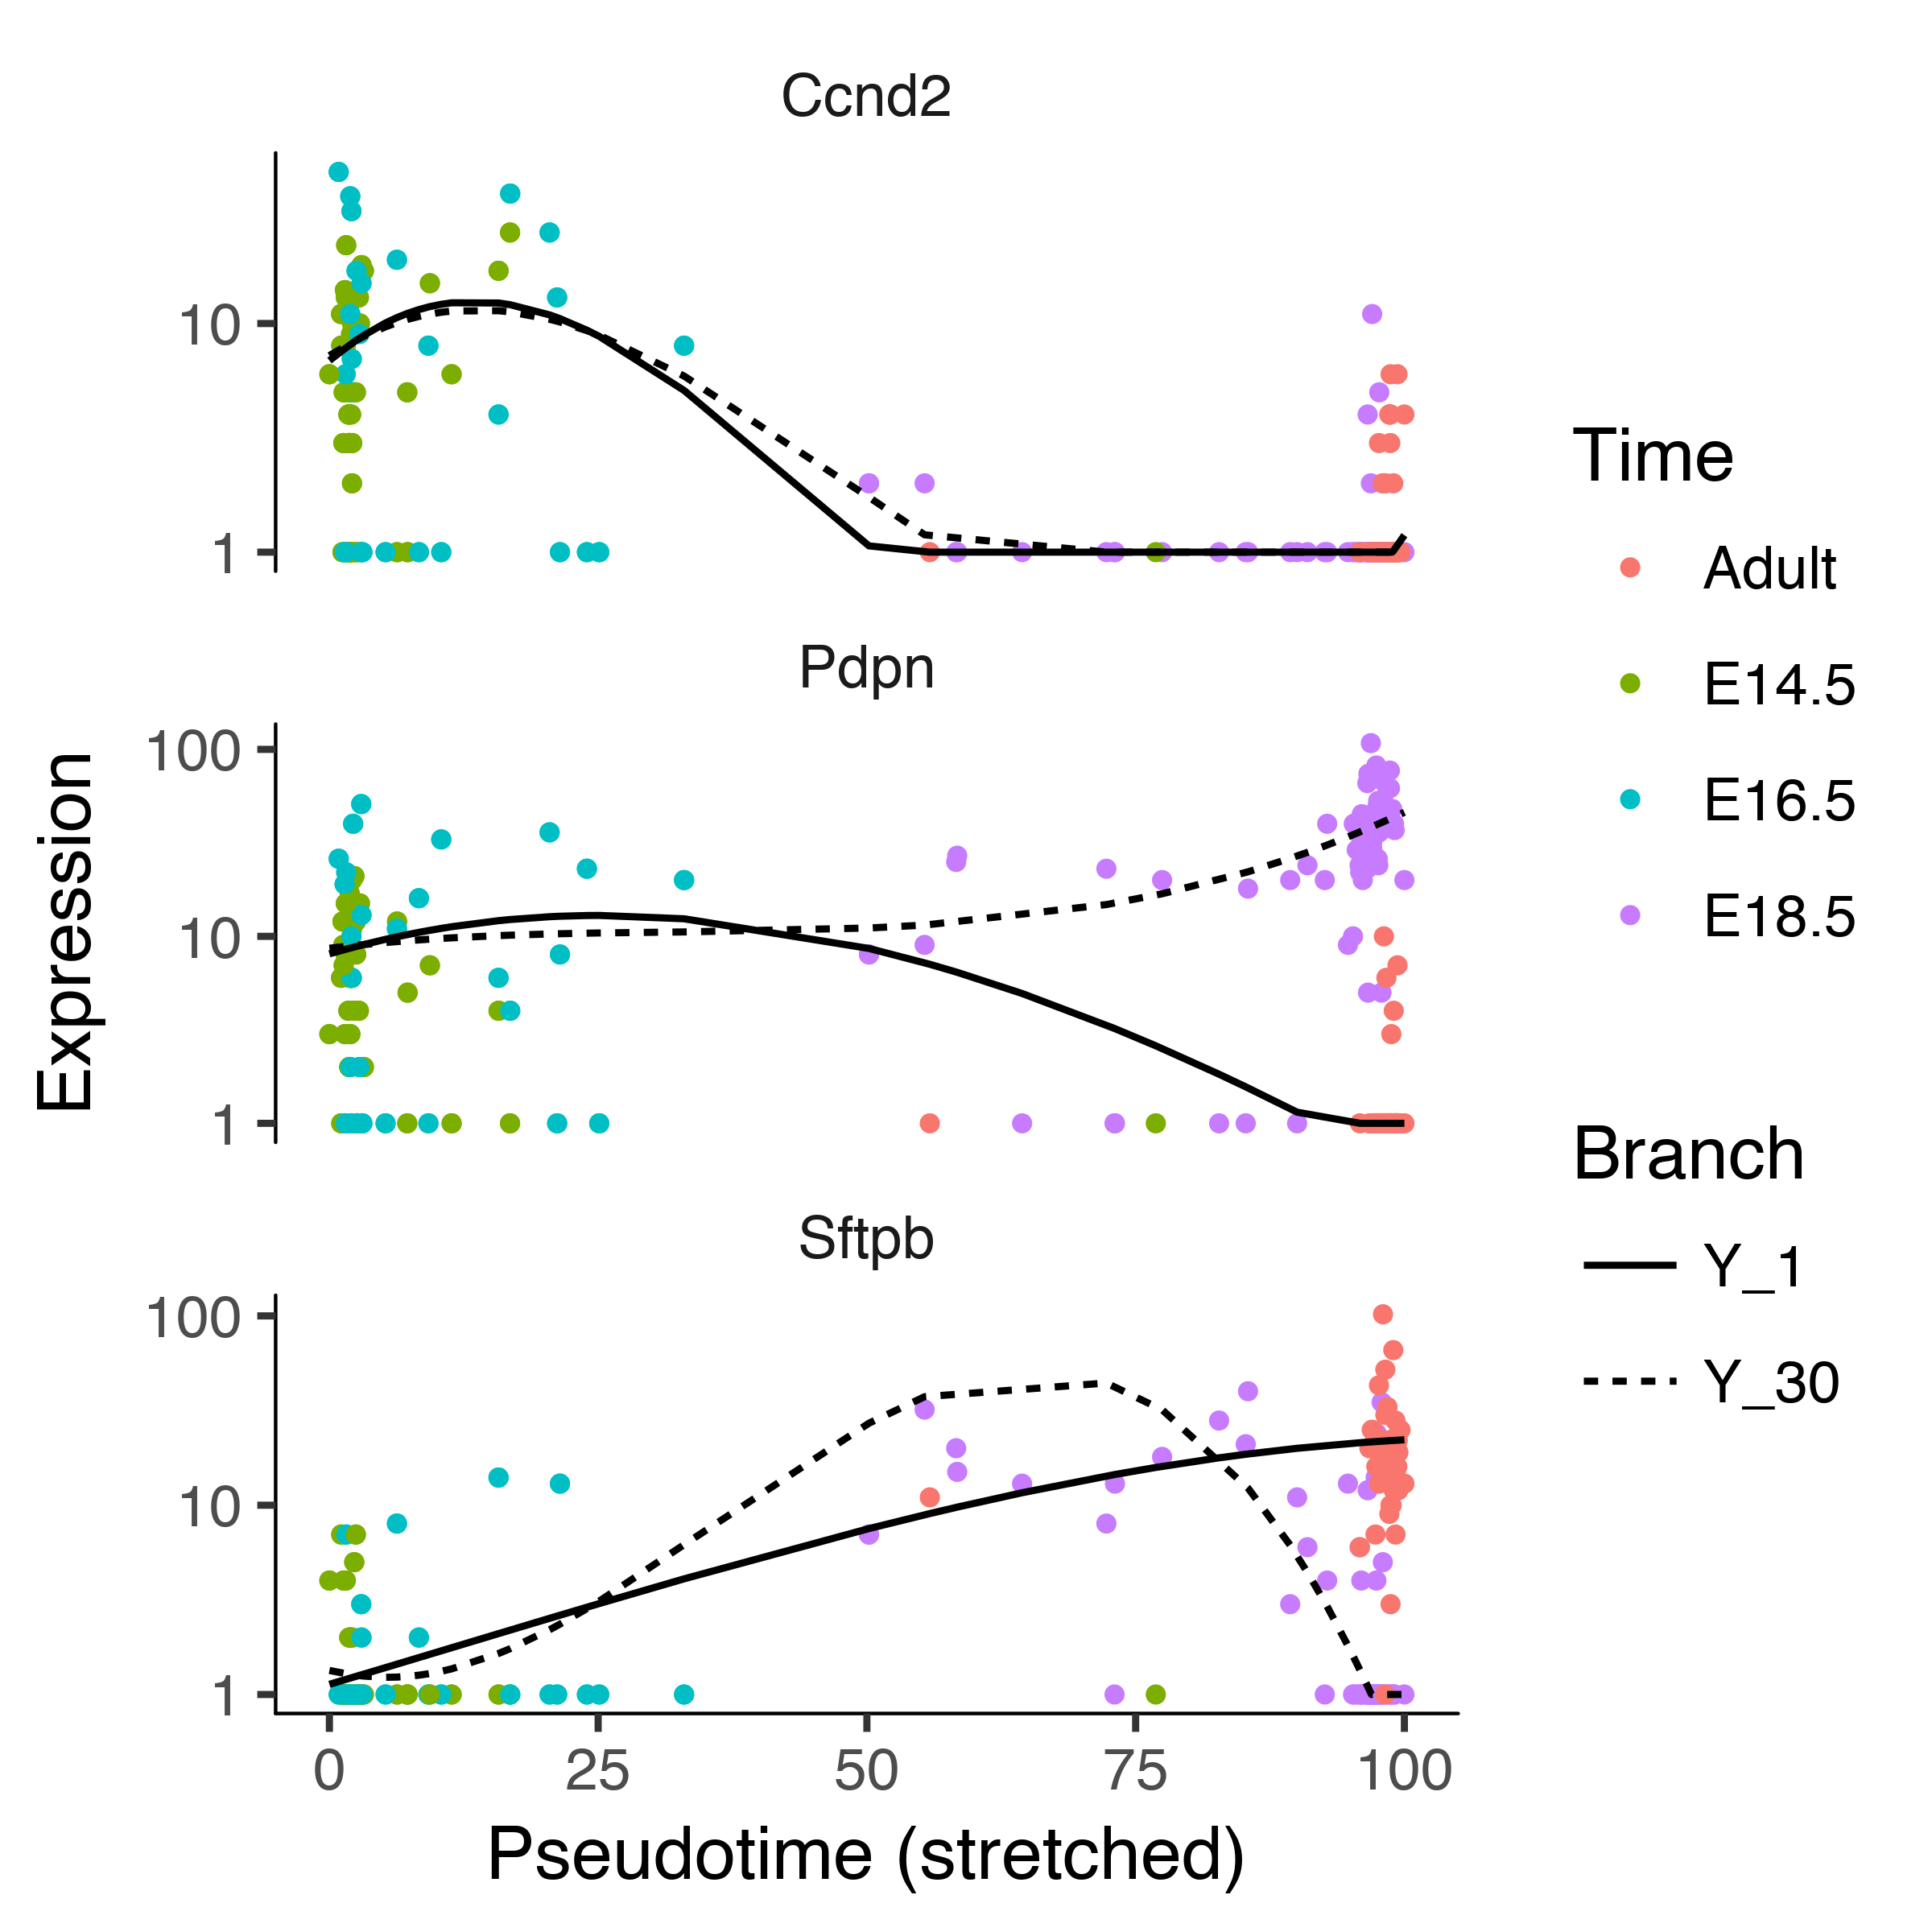 Ccnd2
10
1
Pdpn
100
10
1
Sftpb
100
10
1
0 25 50 75 100
Pseudotime (stretched)
Expression
Time
Adult
E14.5
E16.5
E18.5
Branch
Y_1
Y_30